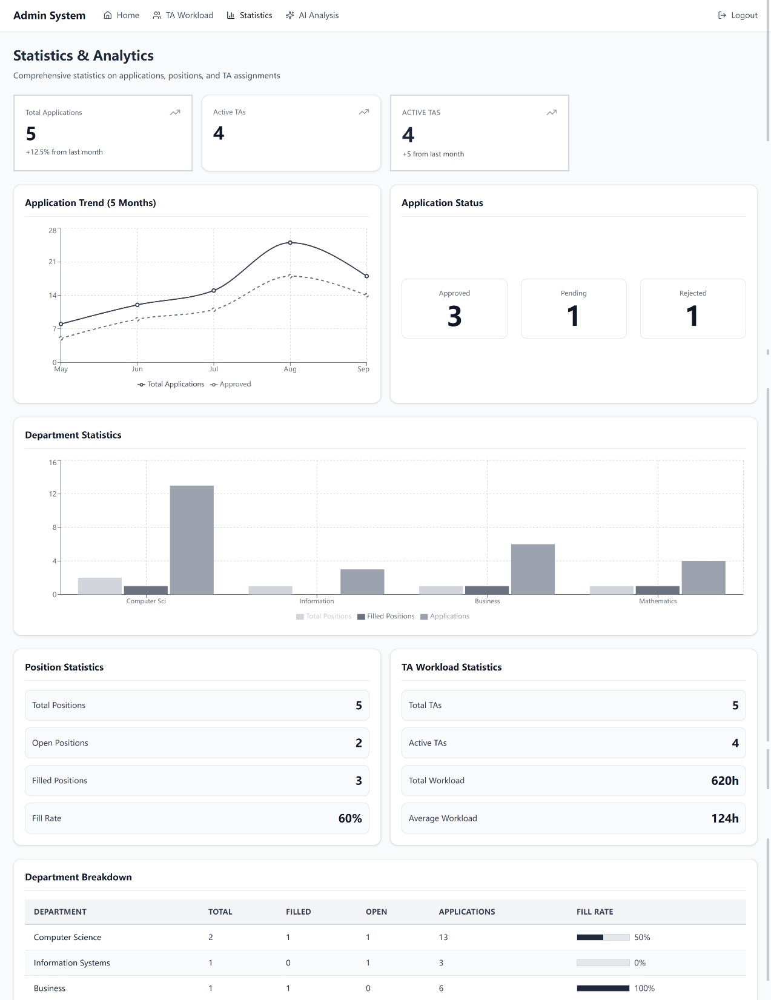 Admin System
Home
TA Workload
Statistics
AI Analysis
Logout
Statistics & Analytics
Comprehensive statistics on applications, positions, and TA assignments
Total Applications
5
+12.5% from last month
Active TAs
4
ACTIVE TAS
4
+5 from last month
Application Trend (5 Months)
28
21
14
7
0
May Jun Jul Aug Sep
Total Applications Approved
Application Status
Approved
3
Pending
1
Rejected
1
Department Statistics
16
12
8
4
0
Computer Sci Information Business Mathematics
Total Positions Filled Positions Applications
Position Statistics
Total Positions 5
Open Positions 2
Filled Positions 3
Fill Rate 60%
TA Workload Statistics
Total TAs 5
Active TAs 4
Total Workload 620h
Average Workload 124h
Department Breakdown
DEPARTMENT TOTAL FILLED OPEN APPLICATIONS FILL RATE
Computer Science 2 1 1 13 50%
Information Systems 1 0 1 3 0%
Business 1 1 0 6 100%